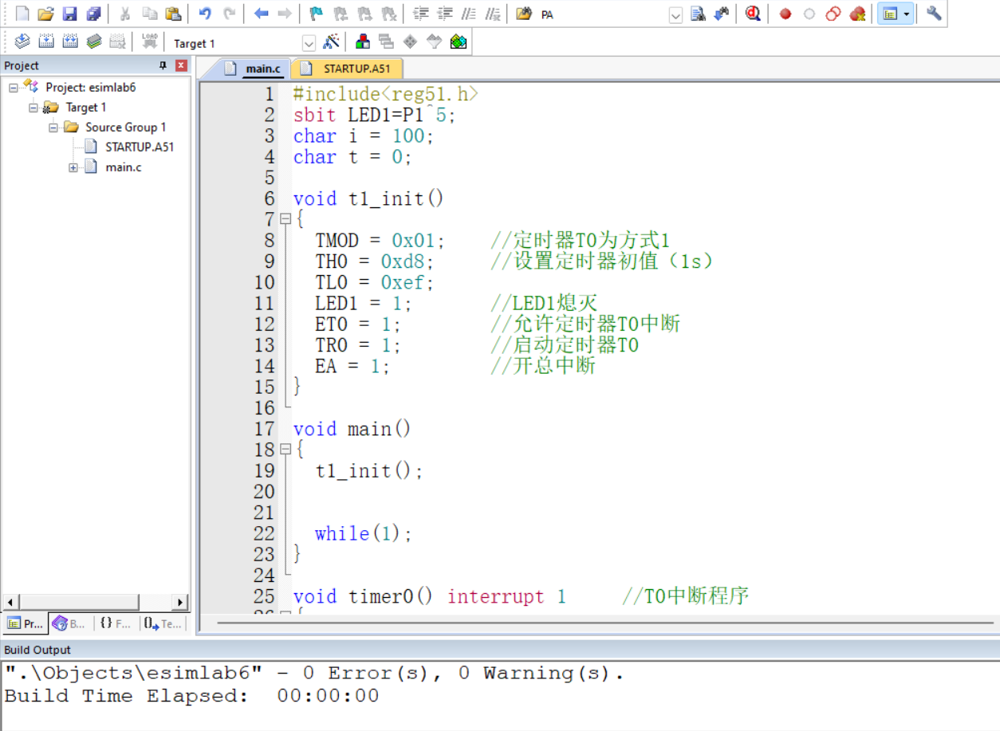 PA
LOAD
Target 1
Project
Project: esimlab6
Target 1
Source Group 1
STARTUP.A51
main.c
Pr...
B...
{} F...
Te...
main.c
STARTUP.A51
1 #include<reg51.h>
2 sbit LED1=P1^5;
3 char i = 100;
4 char t = 0;
5
6 void t1_init()
7 {
8 TMOD = 0x01; //定时器T0为方式1
9 TH0 = 0xd8; //设置定时器初值（1s）
10 TL0 = 0xef;
11 LED1 = 1; //LED1熄灭
12 ET0 = 1; //允许定时器T0中断
13 TR0 = 1; //启动定时器T0
14 EA = 1; //开总中断
15 }
16
17 void main()
18 {
19 t1_init();
20
21
22 while(1);
23 }
24
25 void timer0() interrupt 1 //T0中断程序
Build Output
".\Objects\esimlab6" - 0 Error(s), 0 Warning(s).
Build Time Elapsed: 00:00:00